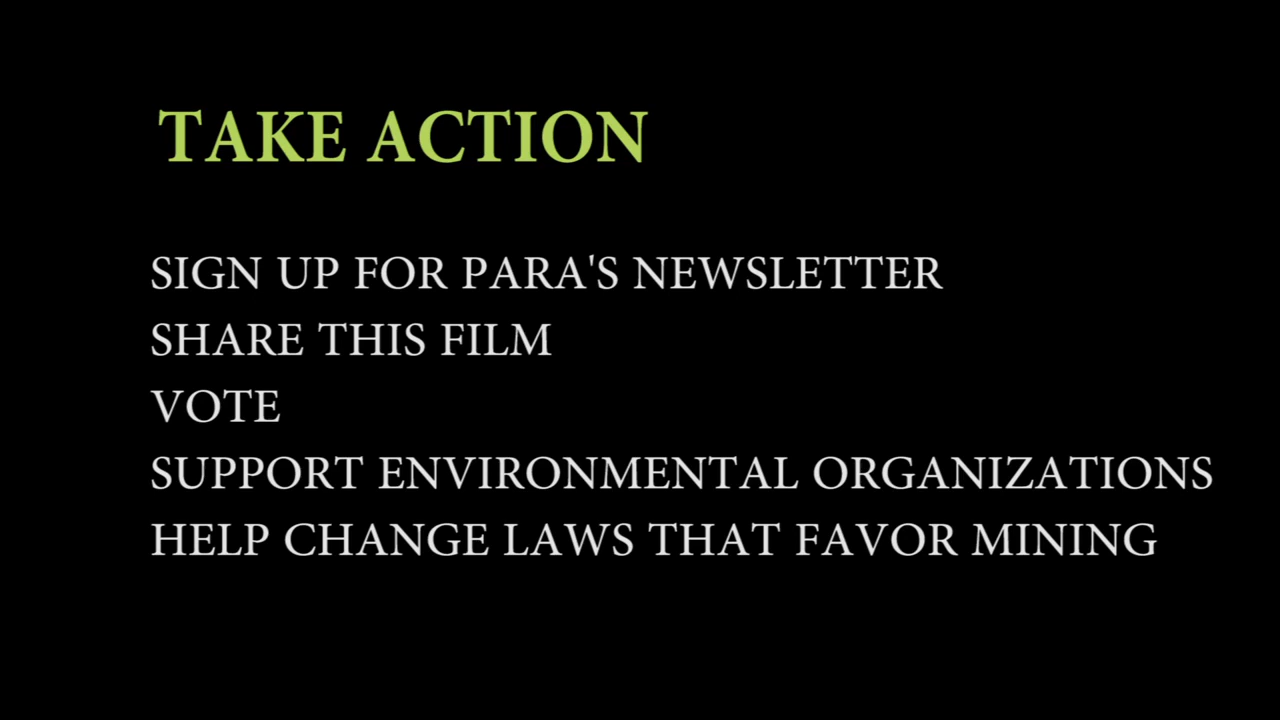 TAKE ACTION
SIGN UP FOR PARA'S NEWSLETTER
SHARE THIS FILM
VOTE
SUPPORT ENVIRONMENTAL ORGANIZATIONS
HELP CHANGE LAWS THAT FAVOR MINING